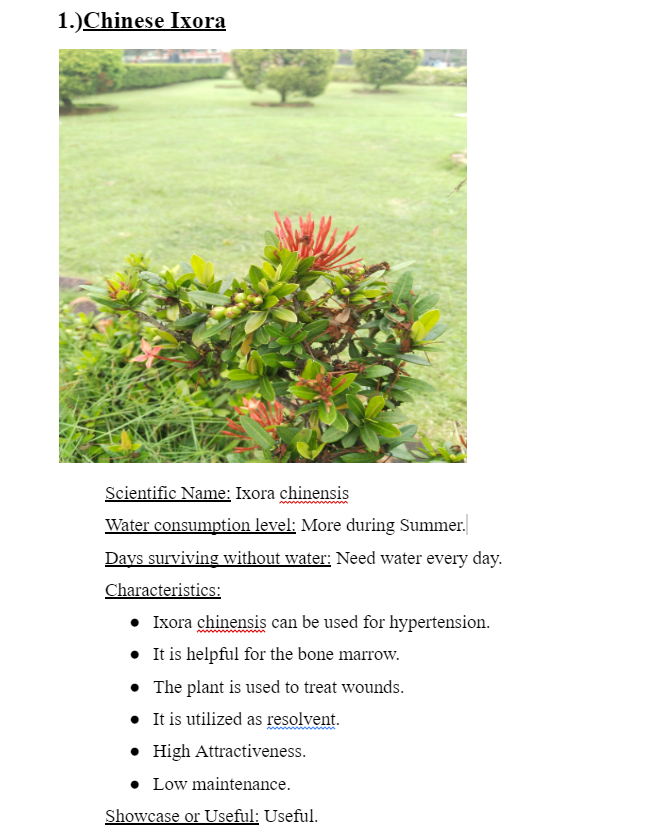 1.)Chinese Ixora
Scientific Name: Ixora chinensis
Water consumption level: More during Summer.
Days surviving without water: Need water every day.
Characteristics:
● Ixora chinensis can be used for hypertension.
● It is helpful for the bone marrow.
● The plant is used to treat wounds.
● It is utilized as resolvent.
● High Attractiveness.
● Low maintenance.
Showcase or Useful: Useful.